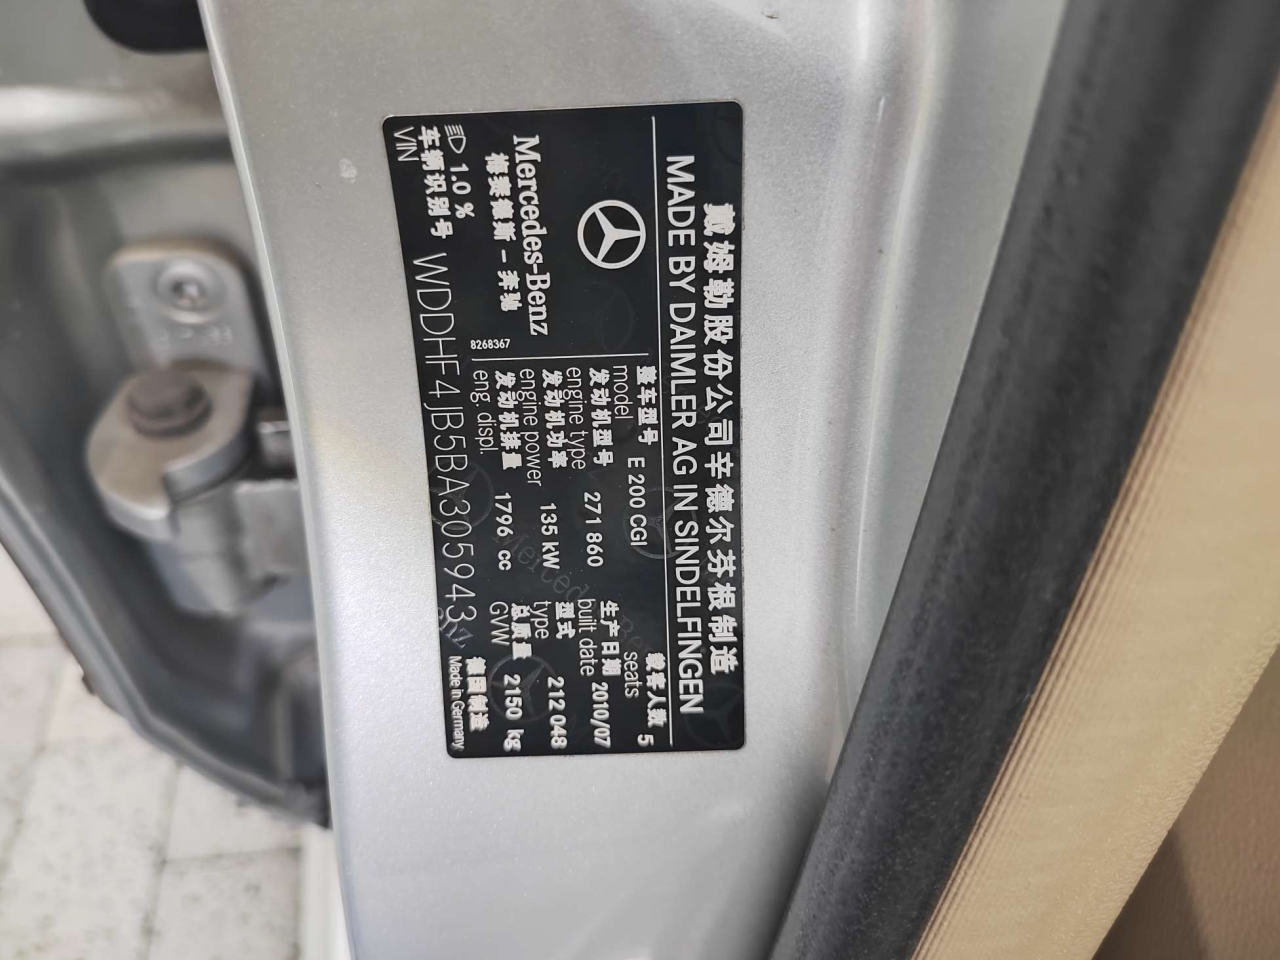 戴姆勒股份公司辛德尔芬根制造
MADE BY DAIMLER AG IN SINDELFINGEN
Mercedes-Benz
梅赛德斯-奔驰
8268367
整车型号 E 200 CGI
model
载客人数 5
seats
发动机型号 271 860
engine type
生产日期 2010/07
built date
发动机功率 135 kW
engine power
型式 212 048
type
发动机排量 1796 cc
eng. displ.
总质量 2150 kg
GVW
1.0 %
车辆识别号 WDDHF4JB5BA305943
VIN
德国制造
Made in Germany